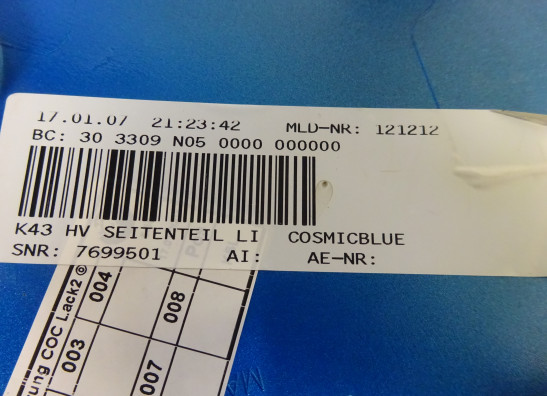 17.01.07 21:23:42 MLD-NR: 121212
BC: 30 3309 N05 0000 000000
K43 HV SEITENTEIL LI COSMICBLUE
SNR: 7699501 AI: AE-NR:
ung COC Lack2 ©
003 004
007 008